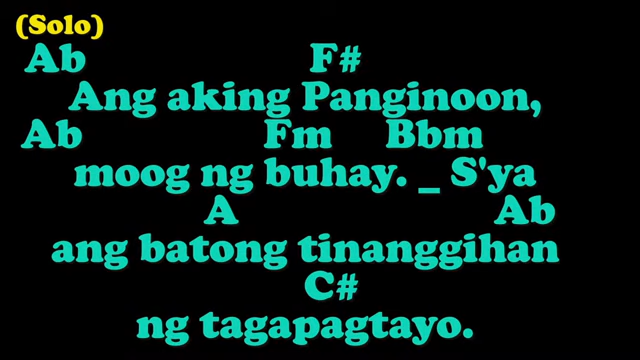 (Solo)
Ab F#
Ang aking Panginoon,
Ab Fm Bbm
moog ng buhay. _ S'ya
A Ab
ang batong tinanggihan
C#
ng tagapagtayo.